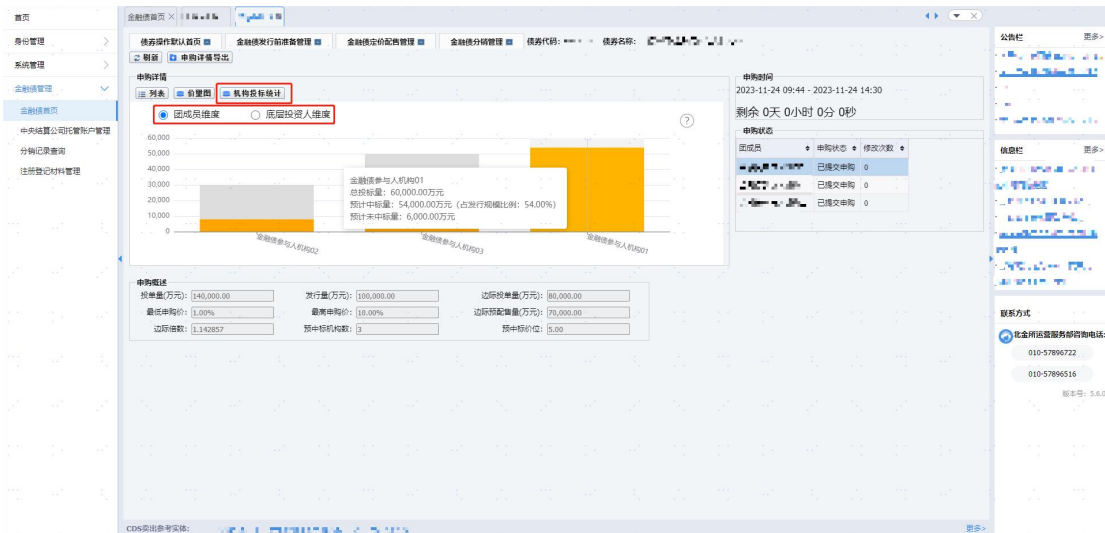 首页
身份管理
系统管理
金融债管理
金融债首页
中央结算公司托管账户管理
分销记录查询
注册登记材料管理
金融债首页
债券操作默认首页 金融债发行前准备管理 金融债定价配售管理 金融债分销管理 债券代码: 债券名称:
刷新 申购详情导出
申购详情
列表 价量图 机构投标统计
团成员维度 底层投资人维度
?
60,000
50,000
40,000
30,000
20,000
10,000
0
金融债参与人机构01
总投标量: 60,000.00万元
预计中标量: 54,000.00万元 (占发行规模比例: 54.00%)
预计未中标量: 6,000.00万元
金融债参与人机构02
金融债参与人机构03
金融债参与人机构01
申购概述
投单量(万元): 140,000.00 发行量(万元): 100,000.00 边际投单量(万元): 80,000.00
最低申购价: 1.00% 最高申购价: 10.00% 边际预配售量(万元): 70,000.00
边际倍数: 1.142857 预中标机构数: 3 预中标价位: 5.00
申购时间
2023-11-24 09:44 - 2023-11-24 14:30
剩余 0天 0小时 0分 0秒
申购状态
团成员 申购状态 修改次数
已提交申购 0
已提交申购 0
已提交申购 0
公告栏 更多>
信息栏 更多>
联系方式
北金所运营服务部咨询电话:
010-57896722
010-57896516
版本号: 5.6.0
CDS卖出参考实体:
更多>